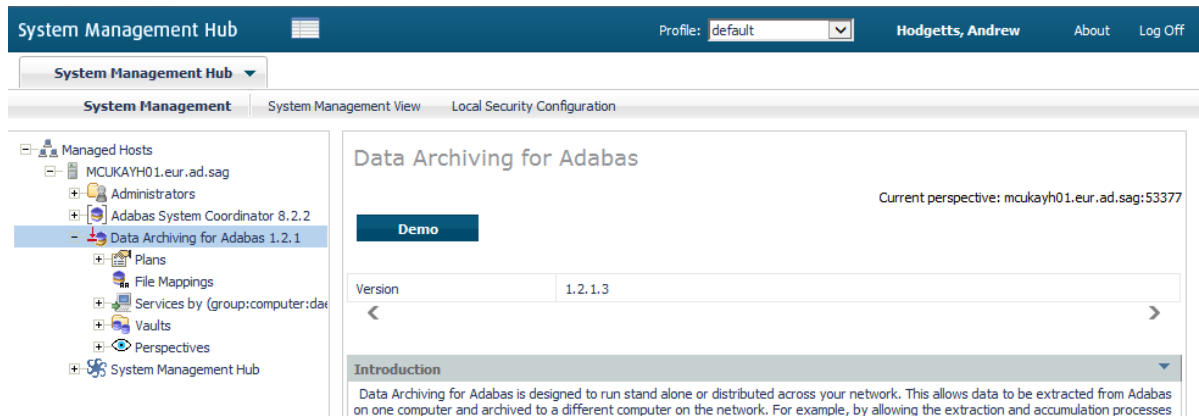 System Management Hub Profile: default Hodgetts, Andrew About Log Off
System Management Hub
System Management System Management View Local Security Configuration
Managed Hosts
MCUKAYH01.eur.ad.sag
Administrators
Adabas System Coordinator 8.2.2
Data Archiving for Adabas 1.2.1
Plans
File Mappings
Services by (group:computer:dae
Vaults
Perspectives
System Management Hub
Data Archiving for Adabas
Current perspective: mcukayh01.eur.ad.sag:53377
Demo
Version 1.2.1.3
Introduction
Data Archiving for Adabas is designed to run stand alone or distributed across your network. This allows data to be extracted from Adabas
on one computer and archived to a different computer on the network. For example, by allowing the extraction and accumulation processes